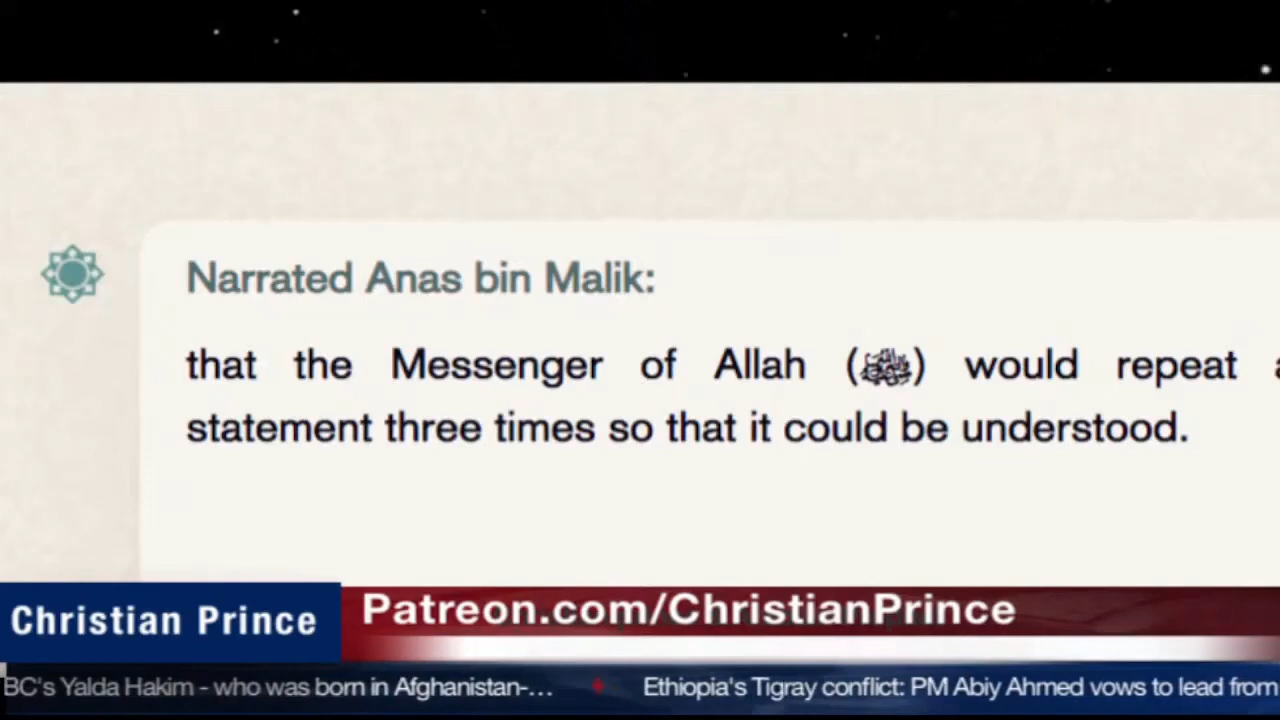 Narrated Anas bin Malik:
that the Messenger of Allah (ﷺ) would repeat a
statement three times so that it could be understood.
Christian Prince
Patreon.com/ChristianPrince
BC's Yalda Hakim - who was born in Afghanistan-... ♦ Ethiopia's Tigray conflict: PM Abiy Ahmed vows to lead from